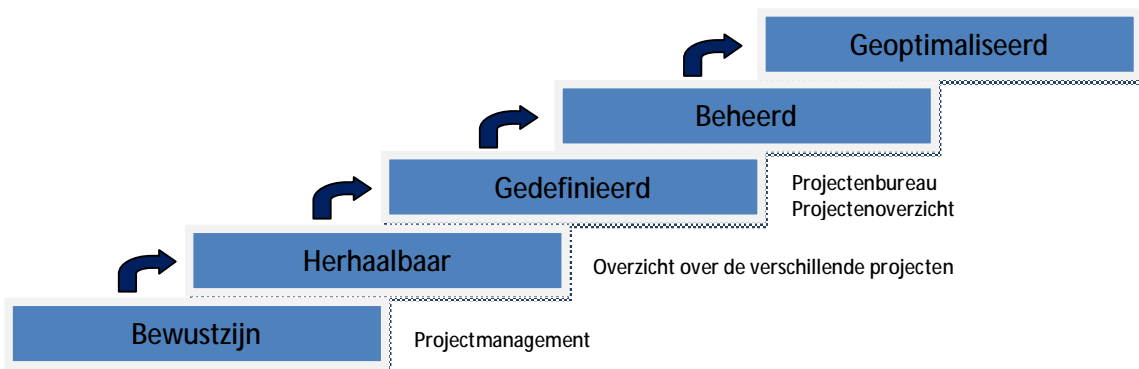 Geoptimaliseerd
Beheerd
Gedefinieerd
Projectenbureau
Projectenoverzicht
Herhaalbaar
Overzicht over de verschillende projecten
Bewustzijn
Projectmanagement